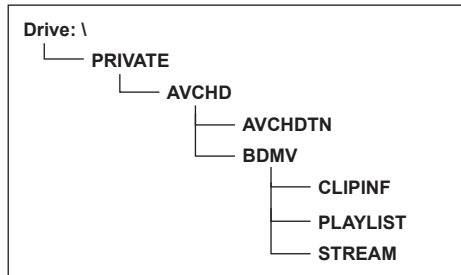 Drive: \
PRIVATE
AVCHD
AVCHDTN
BDMV
CLIPINF
PLAYLIST
STREAM